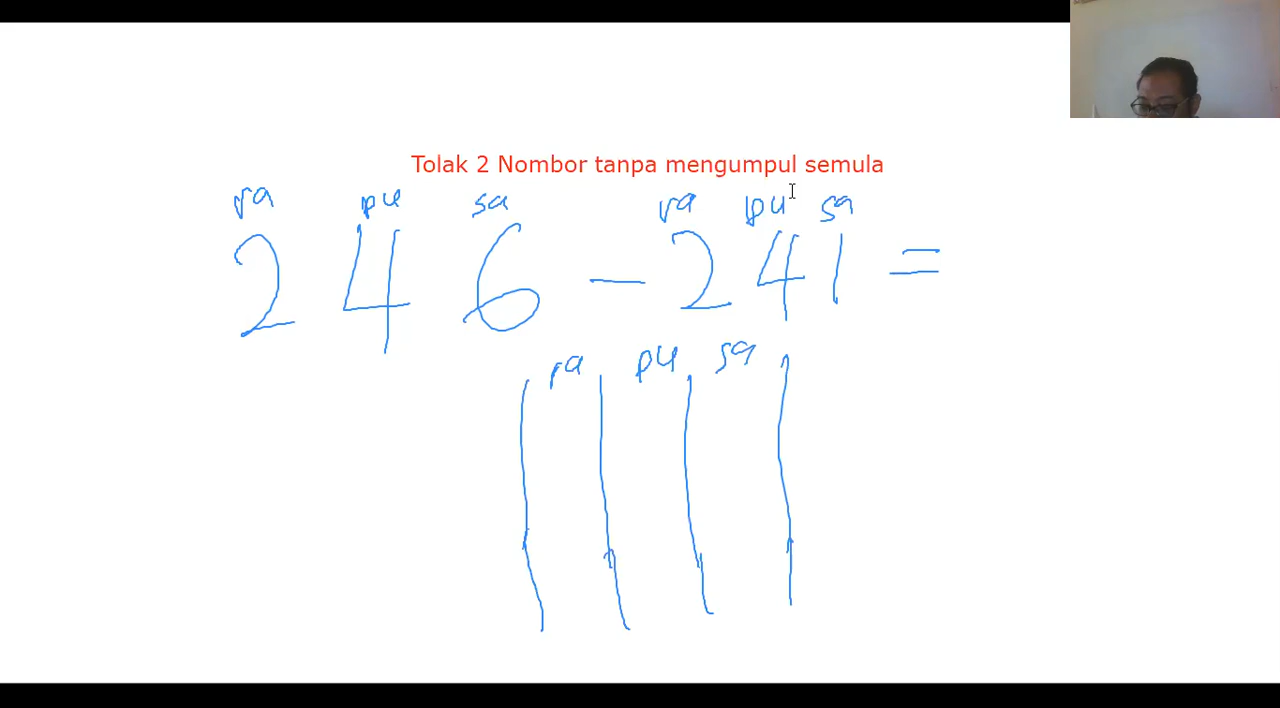 Tolak 2 Nombor tanpa mengumpul semula
ra pu sa ra pu sa
2 4 6 - 2 4 1 =
ra pu sa